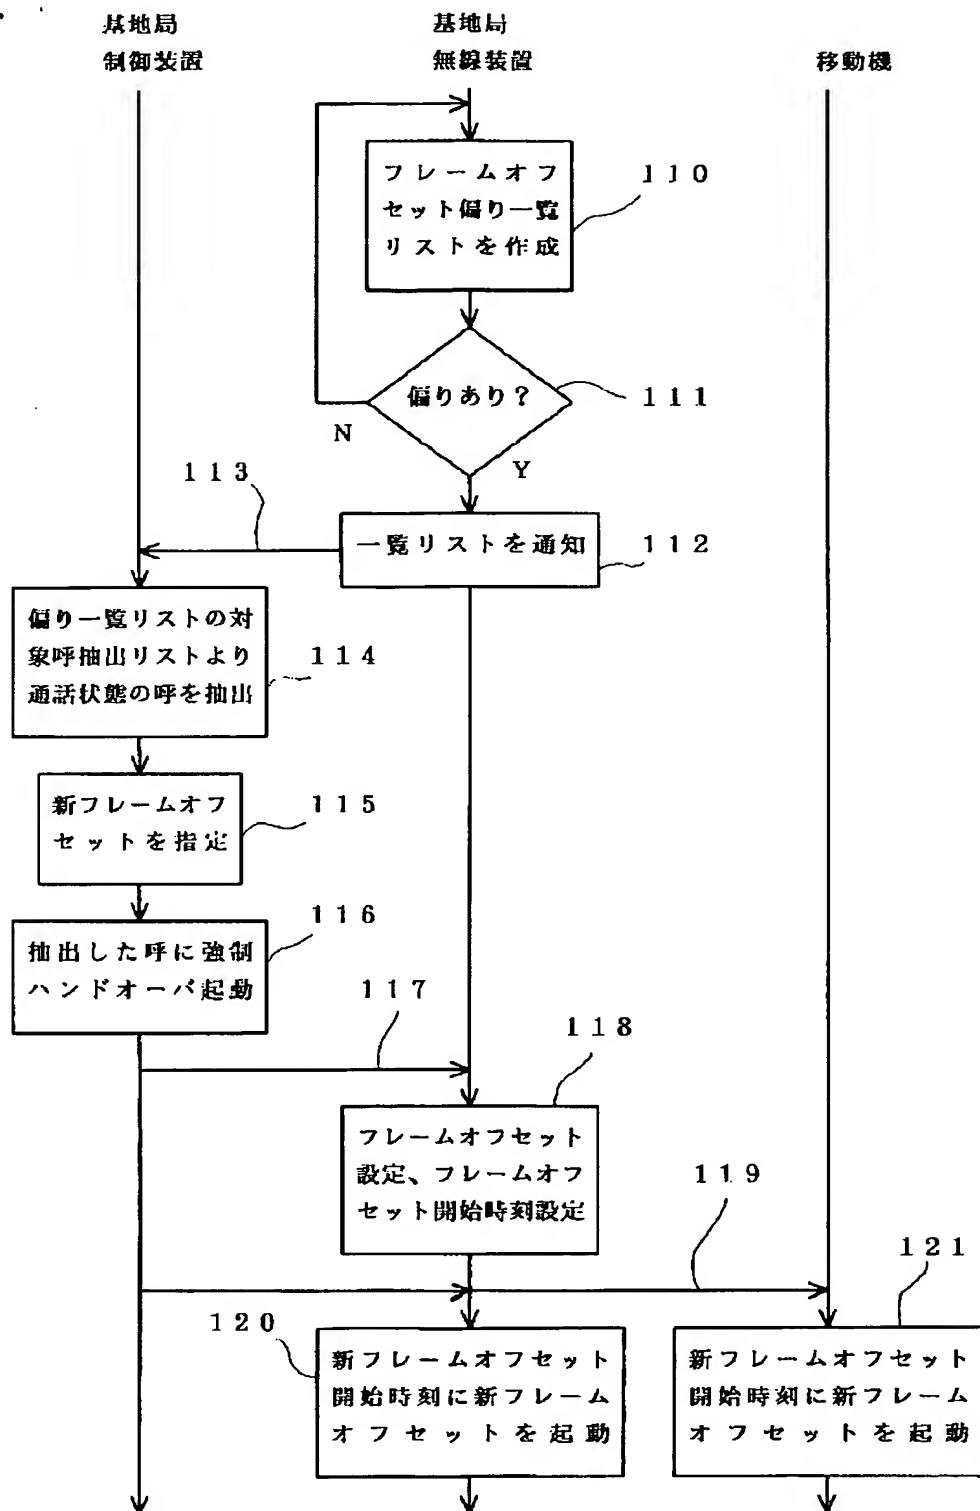 基地局
制御装置
基地局
無線装置
移動機
フレームオフ
セット偏り一覧
リストを作成
110
偏りあり?
111
N
Y
113
一覧リストを通知
112
偏り一覧リストの対
象呼抽出リストより
通話状態の呼を抽出
114
新フレームオフ
セットを指定
115
抽出した呼に強制
ハンドオーバ起動
116
117
118
フレームオフセット
設定、フレームオフ
セット開始時刻設定
119
120
121
新フレームオフセット
開始時刻に新フレーム
オフセットを起動
新フレームオフセット
開始時刻に新フレーム
オフセットを起動